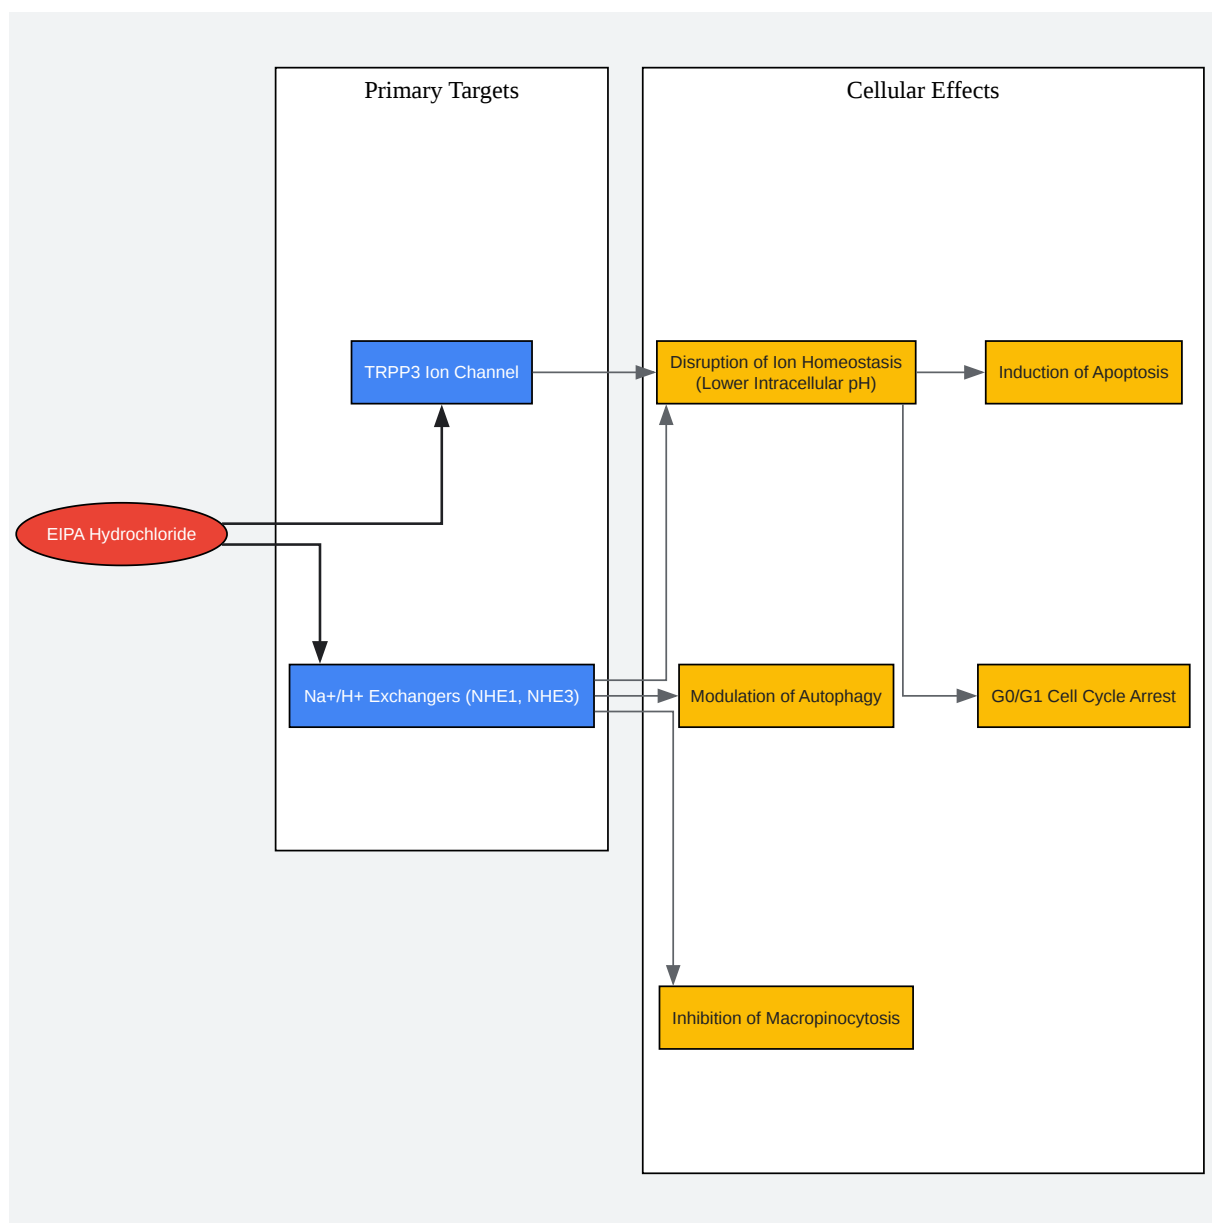 Primary Targets
Cellular Effects
TRPP3 Ion Channel
Disruption of Ion Homeostasis
(Lower Intracellular pH)
Induction of Apoptosis
EIPA Hydrochloride
Na+/H+ Exchangers (NHE1, NHE3)
Modulation of Autophagy
G0/G1 Cell Cycle Arrest
Inhibition of Macropinocytosis